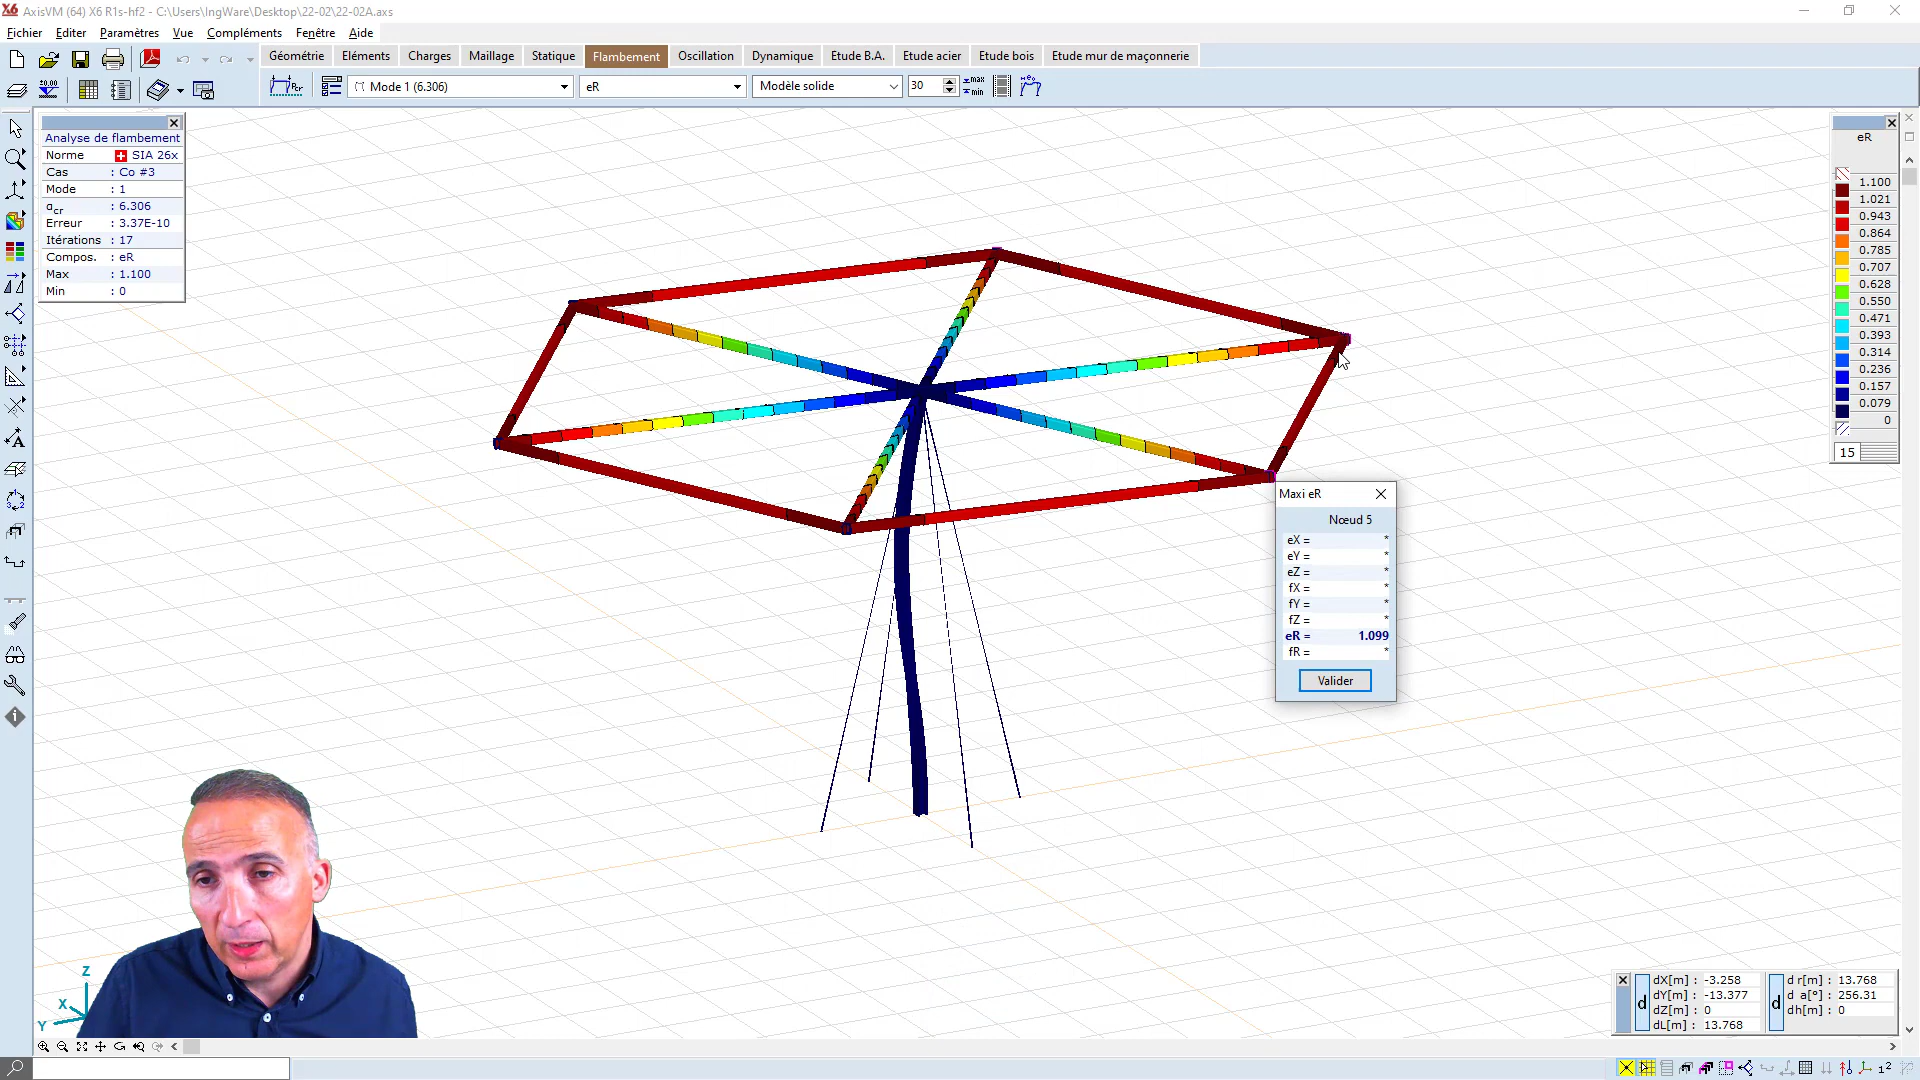 X6 AxisVM (64) X6 R1s-hf2 - C:\Users\IngWare\Desktop\22-02\22-02A.axs
Fichier Editer Paramètres Vue Compléments Fenêtre Aide
Géométrie Eléments Charges Maillage Statique Flambement Oscillation Dynamique Etude B.A. Etude acier Etude bois Etude mur de maçonnerie
Mode 1 (6.306) eR Modèle solide 30 max min
Analyse de flambement
Norme SIA 26x
Cas : Co #3
Mode : 1
αcr : 6.306
Erreur : 3.37E-10
Itérations : 17
Compos. : eR
Max : 1.100
Min : 0
eR
1.100
1.021
0.943
0.864
0.785
0.707
0.628
0.550
0.471
0.393
0.314
0.236
0.157
0.079
0
15
Maxi eR
Nœud 5
eX = *
eY = *
eZ = *
fX = *
fY = *
fZ = *
eR = 1.099
fR = *
Valider
Z
X
Y
d
dX[m] : -3.258
dY[m] : -13.377
dZ[m] : 0
dL[m] : 13.768
d
d r[m] : 13.768
d a[°] : 256.31
dh[m] : 0